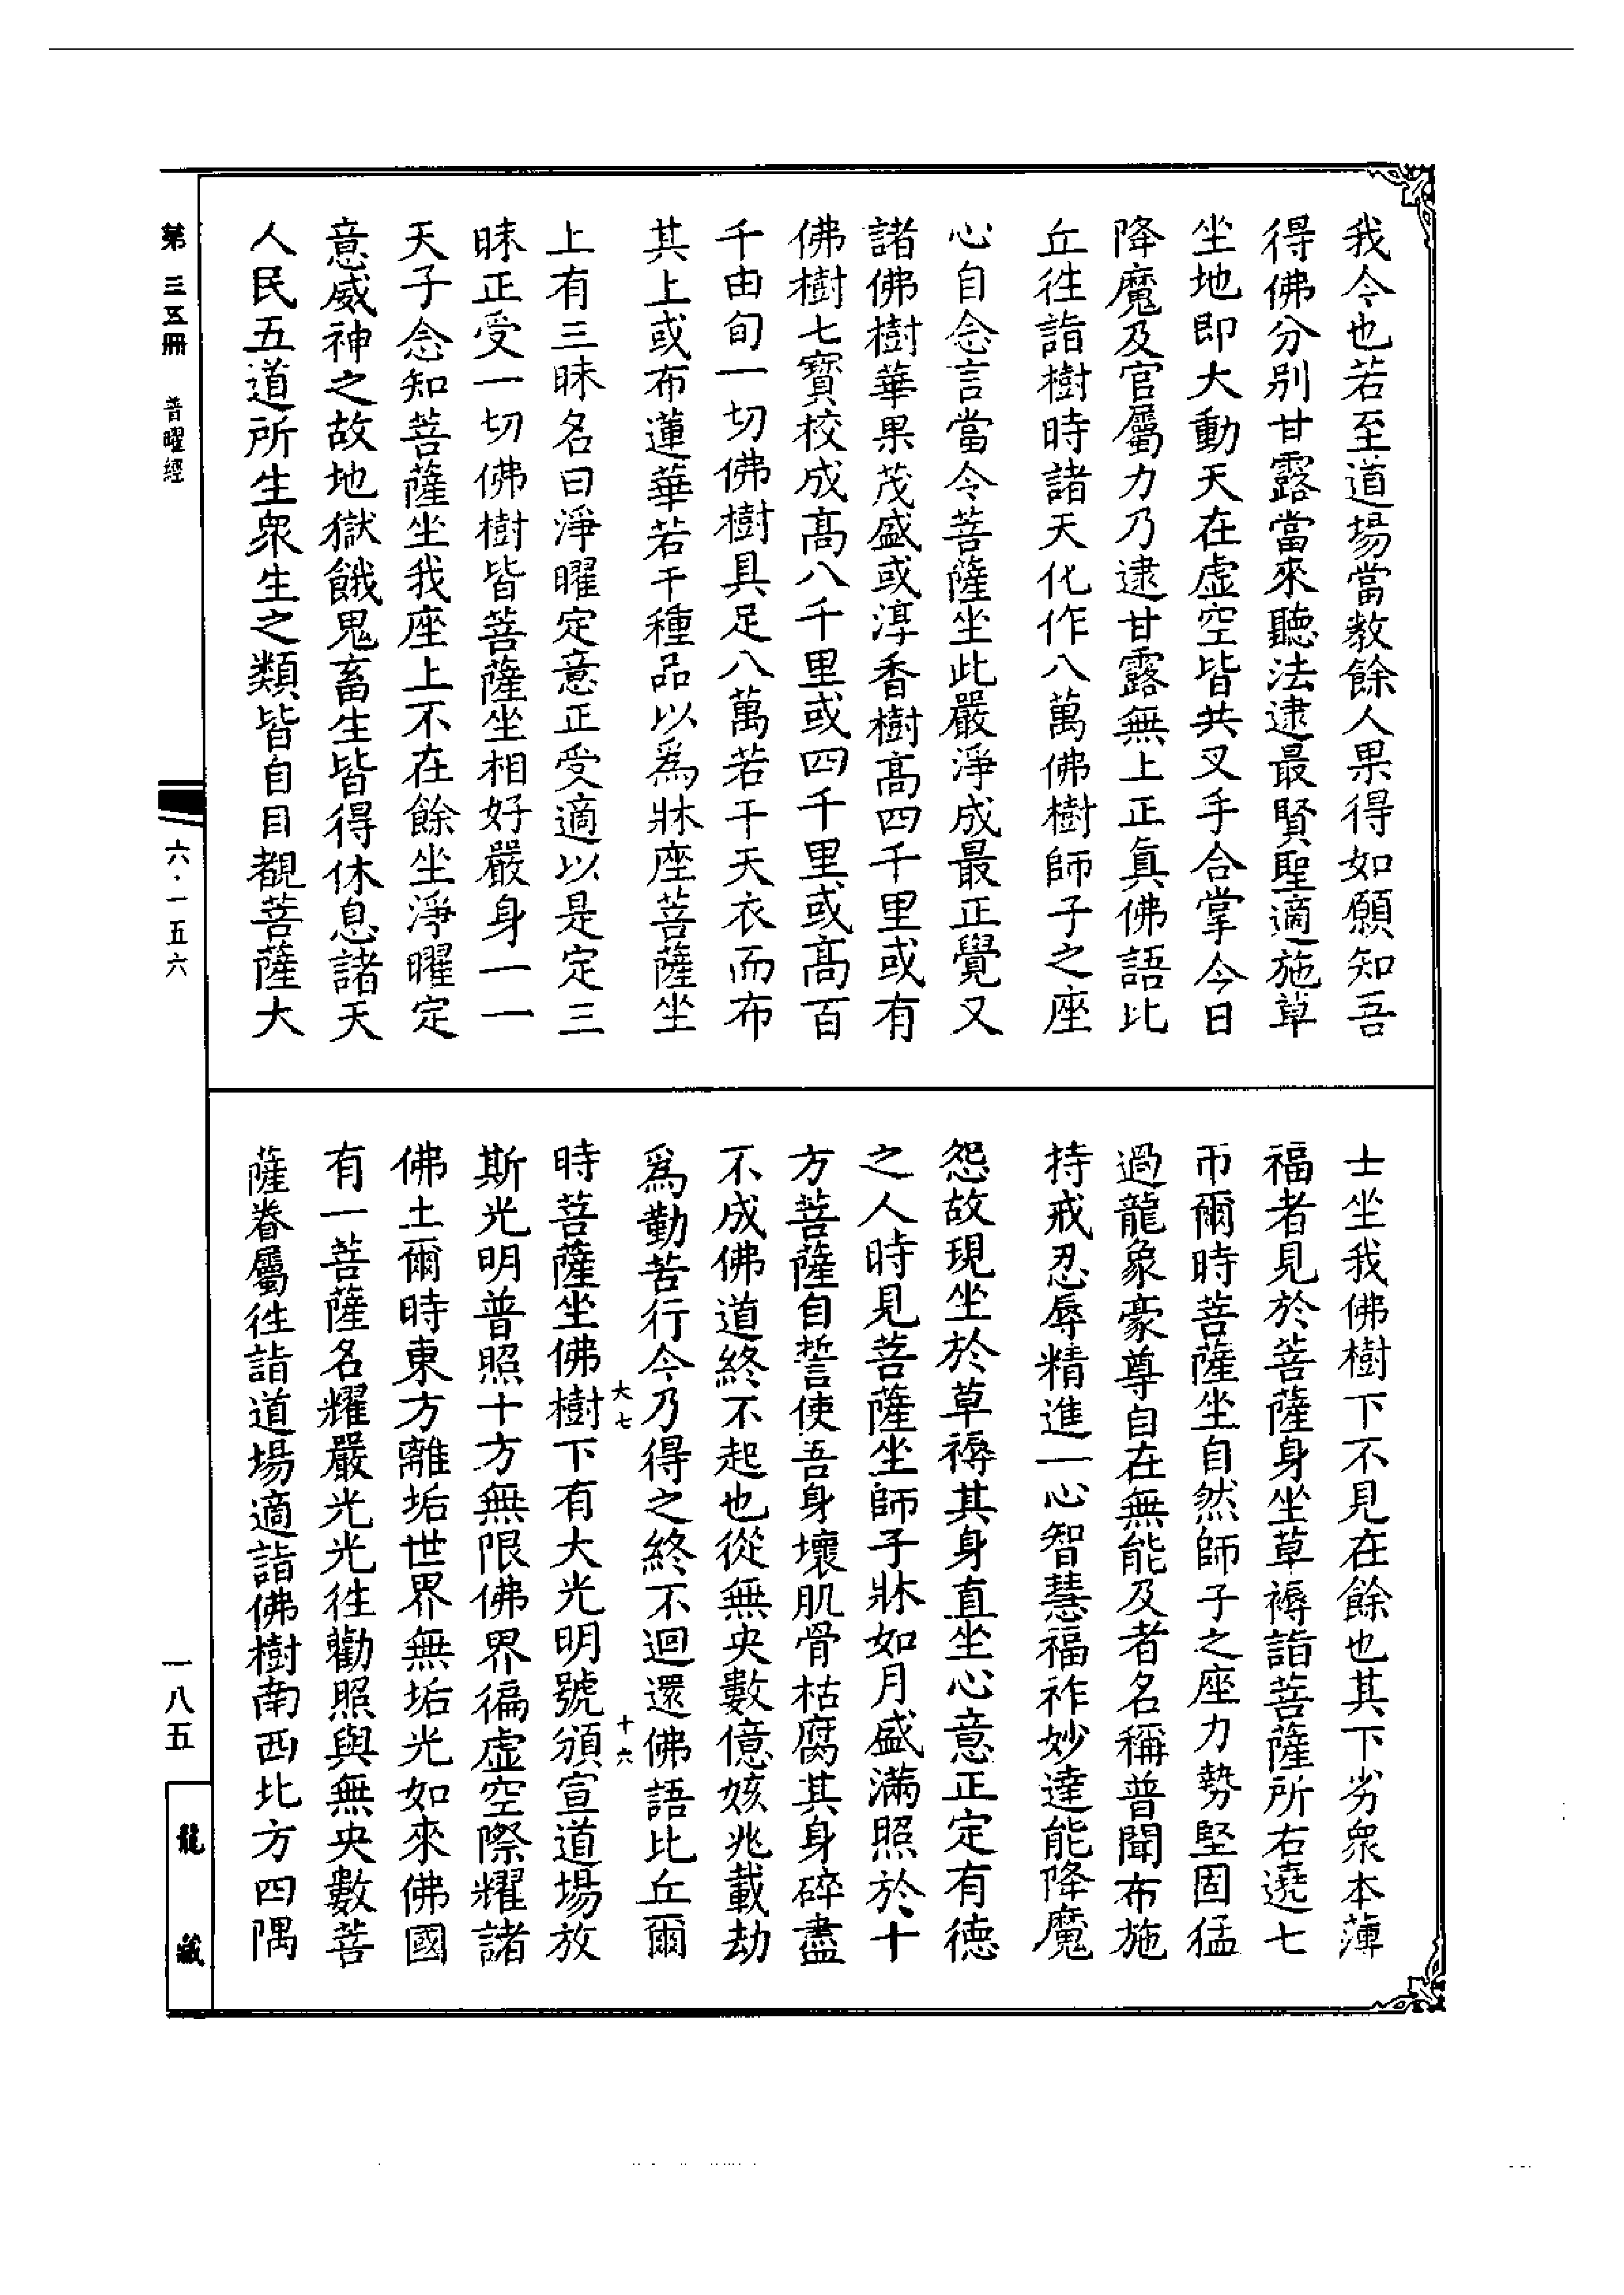 我今也若至道場當教餘人果得如願知吾
得佛分別甘露當來聽法逮最賢聖適施草
坐地即大動天在虛空皆共叉手合掌今日
降魔及官屬力乃逮甘露無上正真佛語比
丘徃詣樹時諸天化作八萬佛樹師子之座
心自念言當令菩薩坐此嚴淨成最正覺又
諸佛樹華果茂盛或淳香樹髙四千里或有
佛樹七寶校成髙八千里或四千里或髙百
千由旬一切佛樹具足八萬若干天衣而布
其上或布蓮華若干種品以爲牀座菩薩坐
上有三昧名曰淨曜定意正受適以是定三
昧正受一切佛樹皆菩薩坐相好嚴身一一
天子念知菩薩坐我座上不在餘坐淨曜定
意威神之故地獄餓鬼畜生皆得休息諸天
人民五道所生衆生之類皆自目覩菩薩大
士坐我佛樹下不見在餘也其下劣衆本薄
福者見於菩薩身坐草褥詣菩薩所右遶七
帀爾時菩薩坐自然師子之座力勢堅固猛
過龍象豪尊自在無能及者名稱普聞布施
持戒忍辱精進一心智慧福祚妙達能降魔
怨故現坐於草褥其身直坐心意正定有德
之人時見菩薩坐師子牀如月盛滿照於十
方菩薩自誓使吾身壞肌骨枯腐其身碎盡
不成佛道終不起也從無央數億姟兆載劫
爲勤苦行今乃得之終不迴還佛語比丘爾
大七
十六
時菩薩坐佛樹下有大光明號頒宣道場放
斯光明普照十方無限佛界徧虛空際耀諸
佛土爾時東方離垢世界無垢光如來佛國
有一菩薩名耀嚴光光徃勸照與無央數菩
薩眷屬徃詣道場適詣佛樹南西北方四隅
第三五冊 普曜經
六·一五六
一八五
龍藏